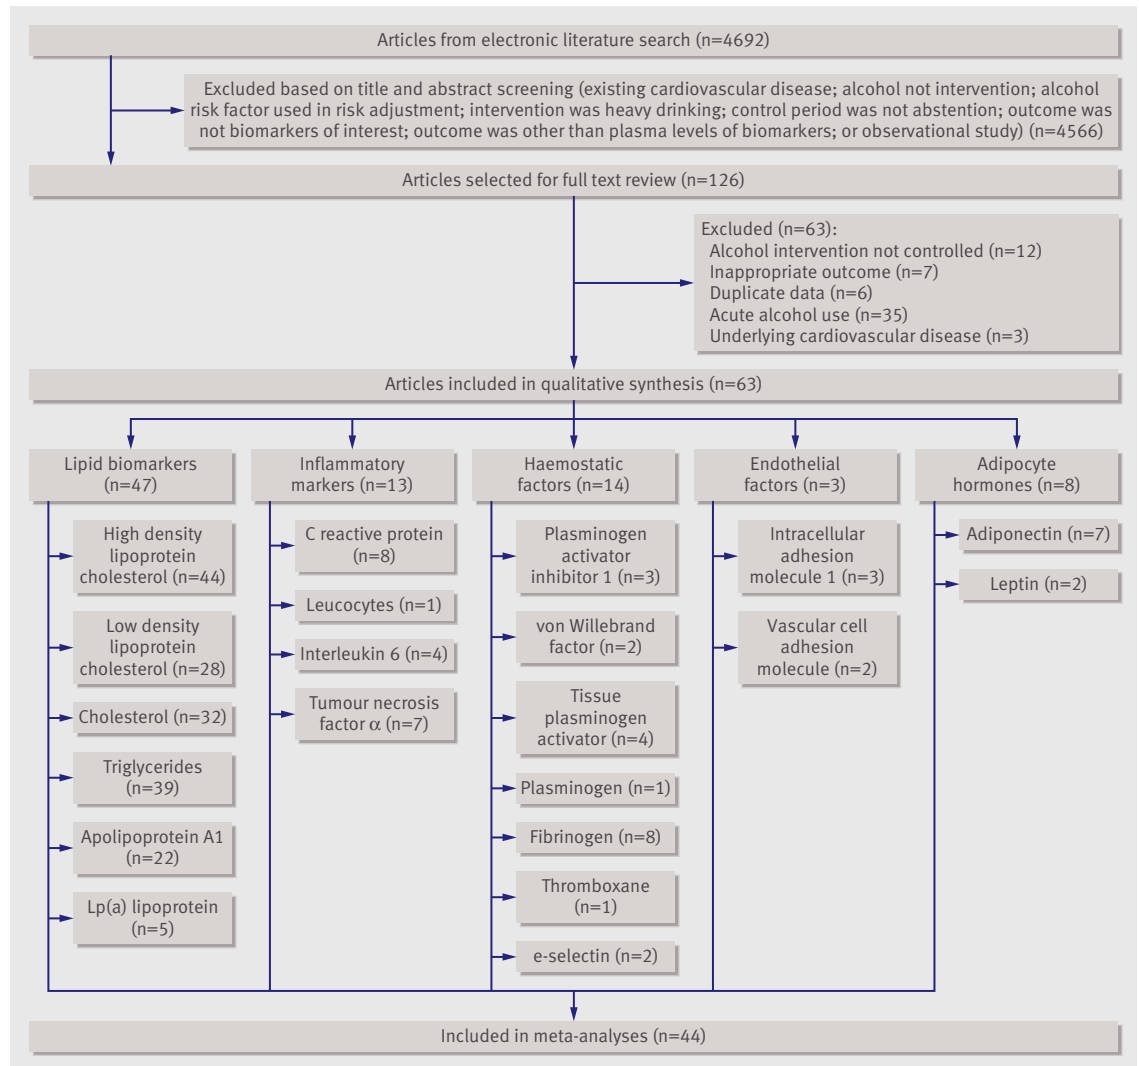 Articles from electronic literature search (n=4692)
Excluded based on title and abstract screening (existing cardiovascular disease; alcohol not intervention; alcohol
risk factor used in risk adjustment; intervention was heavy drinking; control period was not abstention; outcome was
not biomarkers of interest; outcome was other than plasma levels of biomarkers; or observational study) (n=4566)
Articles selected for full text review (n=126)
Excluded (n=63):
Alcohol intervention not controlled (n=12)
Inappropriate outcome (n=7)
Duplicate data (n=6)
Acute alcohol use (n=35)
Underlying cardiovascular disease (n=3)
Articles included in qualitative synthesis (n=63)
Lipid biomarkers
(n=47)
High density
lipoprotein
cholesterol (n=44)
Low density
lipoprotein
cholesterol (n=28)
Cholesterol (n=32)
Triglycerides
(n=39)
Apolipoprotein A1
(n=22)
Lp(a) lipoprotein
(n=5)
Inflammatory
markers (n=13)
C reactive protein
(n=8)
Leucocytes (n=1)
Interleukin 6 (n=4)
Tumour necrosis
factor α (n=7)
Haemostatic
factors (n=14)
Plasminogen
activator
inhibitor 1 (n=3)
von Willebrand
factor (n=2)
Tissue
plasminogen
activator (n=4)
Plasminogen (n=1)
Fibrinogen (n=8)
Thromboxane
(n=1)
e-selectin (n=2)
Endothelial
factors (n=3)
Intracellular
adhesion
molecule 1 (n=3)
Vascular cell
adhesion
molecule (n=2)
Adipocyte
hormones (n=8)
Adiponectin (n=7)
Leptin (n=2)
Included in meta-analyses (n=44)